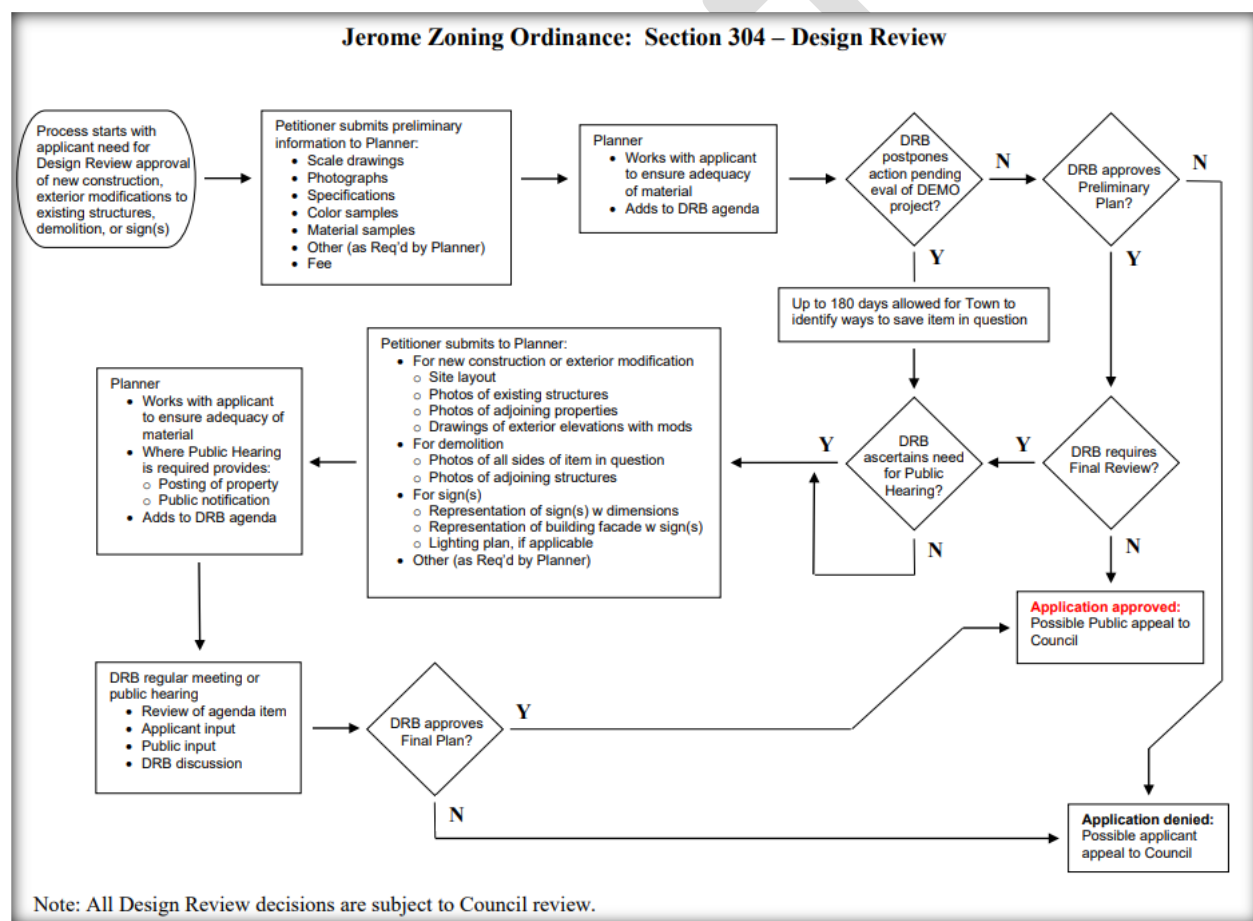 Jerome Zoning Ordinance:  Section 304 – Design Review
Process starts with
applicant need for
Design Review approval
of new construction,
exterior modifications to
existing structures,
demolition, or sign(s)
Petitioner submits preliminary
information to Planner:
• Scale drawings
• Photographs
• Specifications
• Color samples
• Material samples
• Other (as Req'd by Planner)
• Fee
Planner
• Works with applicant
to ensure adequacy
of material
• Adds to DRB agenda
DRB
postpones
action pending
eval of DEMO
project?
N
Y
DRB approves
Preliminary
Plan?
N
Y
Up to 180 days allowed for Town to
identify ways to save item in question
DRB requires
Final Review?
Y
N
DRB
ascertains need
for Public
Hearing?
Y
N
Petitioner submits to Planner:
• For new construction or exterior modification
o Site layout
o Photos of existing structures
o Photos of adjoining properties
o Drawings of exterior elevations with mods
• For demolition
o Photos of all sides of item in question
o Photos of adjoining structures
• For sign(s)
o Representation of sign(s) w dimensions
o Representation of building facade w sign(s)
o Lighting plan, if applicable
• Other (as Req'd by Planner)
Planner
• Works with applicant
to ensure adequacy of
material
• Where Public Hearing
is required provides:
o Posting of property
o Public notification
• Adds to DRB agenda
DRB regular meeting or
public hearing
• Review of agenda item
• Applicant input
• Public input
• DRB discussion
DRB approves
Final Plan?
Y
N
Application approved:
Possible Public appeal to
Council
Application denied:
Possible applicant
appeal to Council
Note: All Design Review decisions are subject to Council review.